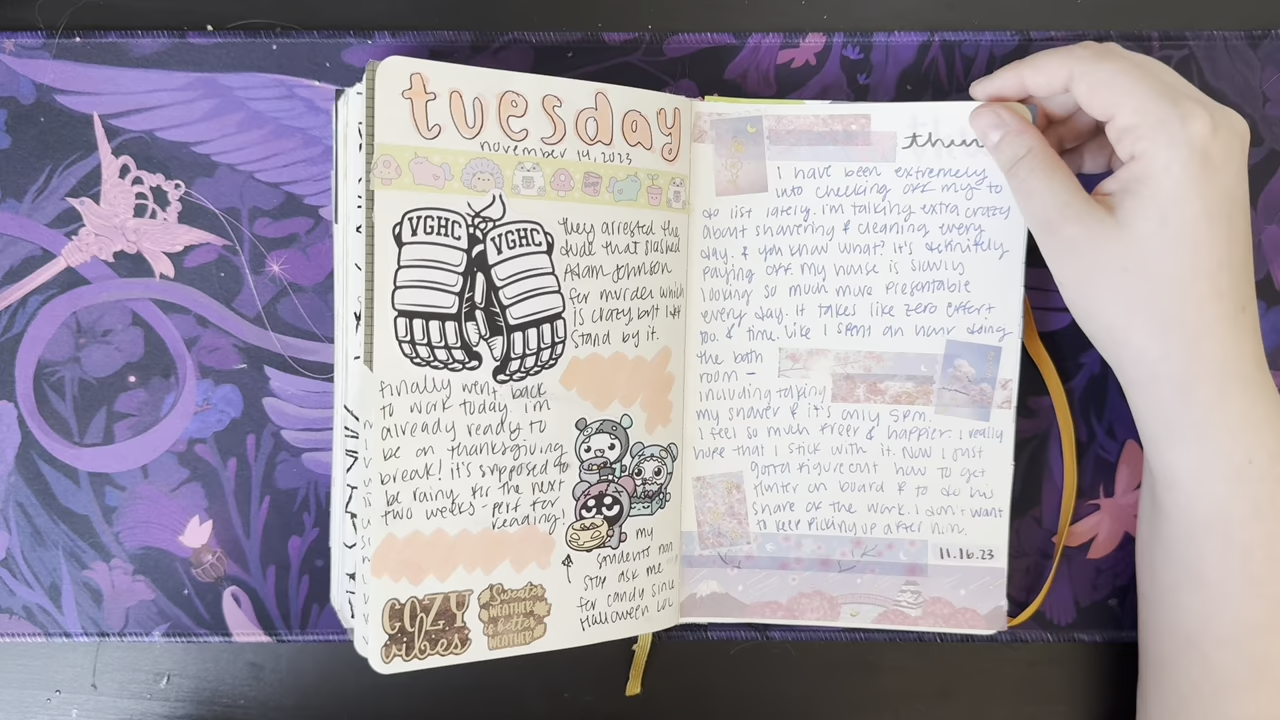 tuesday
november 14, 2023
VGHC VGHC
they arrested the
dude that slashed
Adam Johnson
for murder which
is crazy but I
stand by it.
finally went back
to work today. i'm
already ready to
be on thanksgiving
break! it's supposed to
be rainy for the next
two weeks - perf for
reading!
my
students non
stop ask me
for candy since
Halloween LOL
COZY
vibes
Sweater
WEATHER
is better
WEATHER
thur
I have been extremely
into checking off my to
do list lately. i'm talking extra crazy
about showering & cleaning every
day. & you know what? it's definitely
paying off. my house is slowly
looking so much more presentable
every day. it takes like zero effort
too. & time. like I spent an hour doing
the bath
room -
including taking
my shower & it's only 5pm.
I feel so much freer & happier. I really
hope that I stick with it. Now I just
gotta figure out how to get
Hunter on board & to do his
share of the work. I don't want
to keep picking up after him.
11.16.23